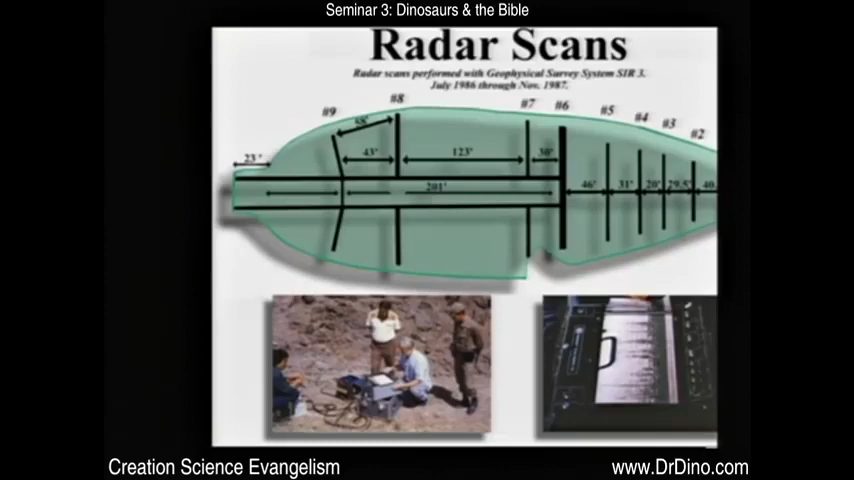 Seminar 3: Dinosaurs & the Bible
Radar Scans
Radar scans performed with Geophysical Survey System SIR 3.
July 1986 through Nov. 1987.
#9 #8 #7 #6 #5 #4 #3 #2
48'
23' 43' 123' 30'
201' 46' 31' 20' 29.5' 40.
Creation Science Evangelism www.DrDino.com